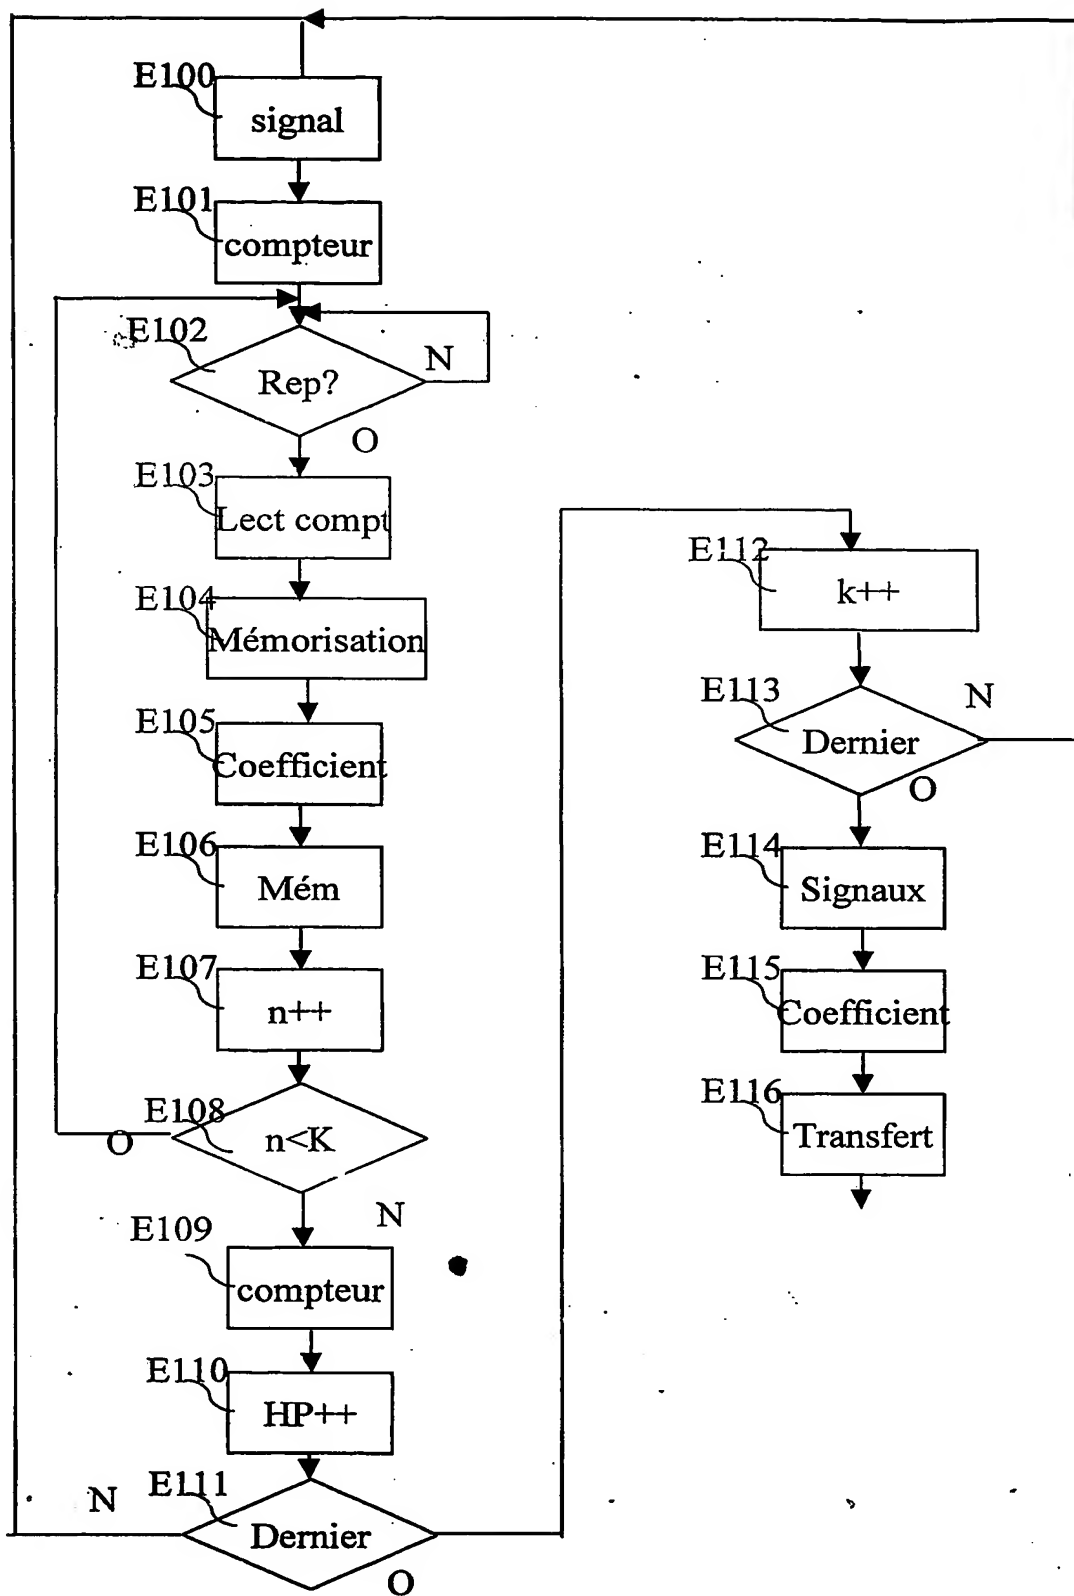 E100
signal
E101
compteur
E102
Rep?
N
O
E103
Lect compt
E104
Mémorisation
E105
Coefficient
E106
Mém
E107
n++
E108
n<K
O
N
E109
compteur
E110
HP++
E111
Dernier
N
O
E112
k++
E113
Dernier
N
O
E114
Signaux
E115
Coefficient
E116
Transfert